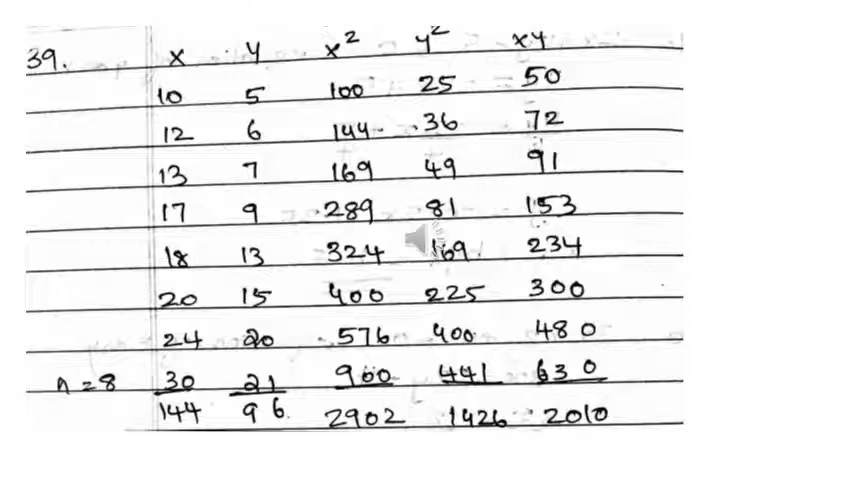 39. x y x² y² xy
10 5 100 25 50
12 6 144 36 72
13 7 169 49 91
17 9 289 81 153
18 13 324 169 234
20 15 400 225 300
24 20 576 400 480
n = 8 30 21 900 441 630
144 96 2902 1426 2010